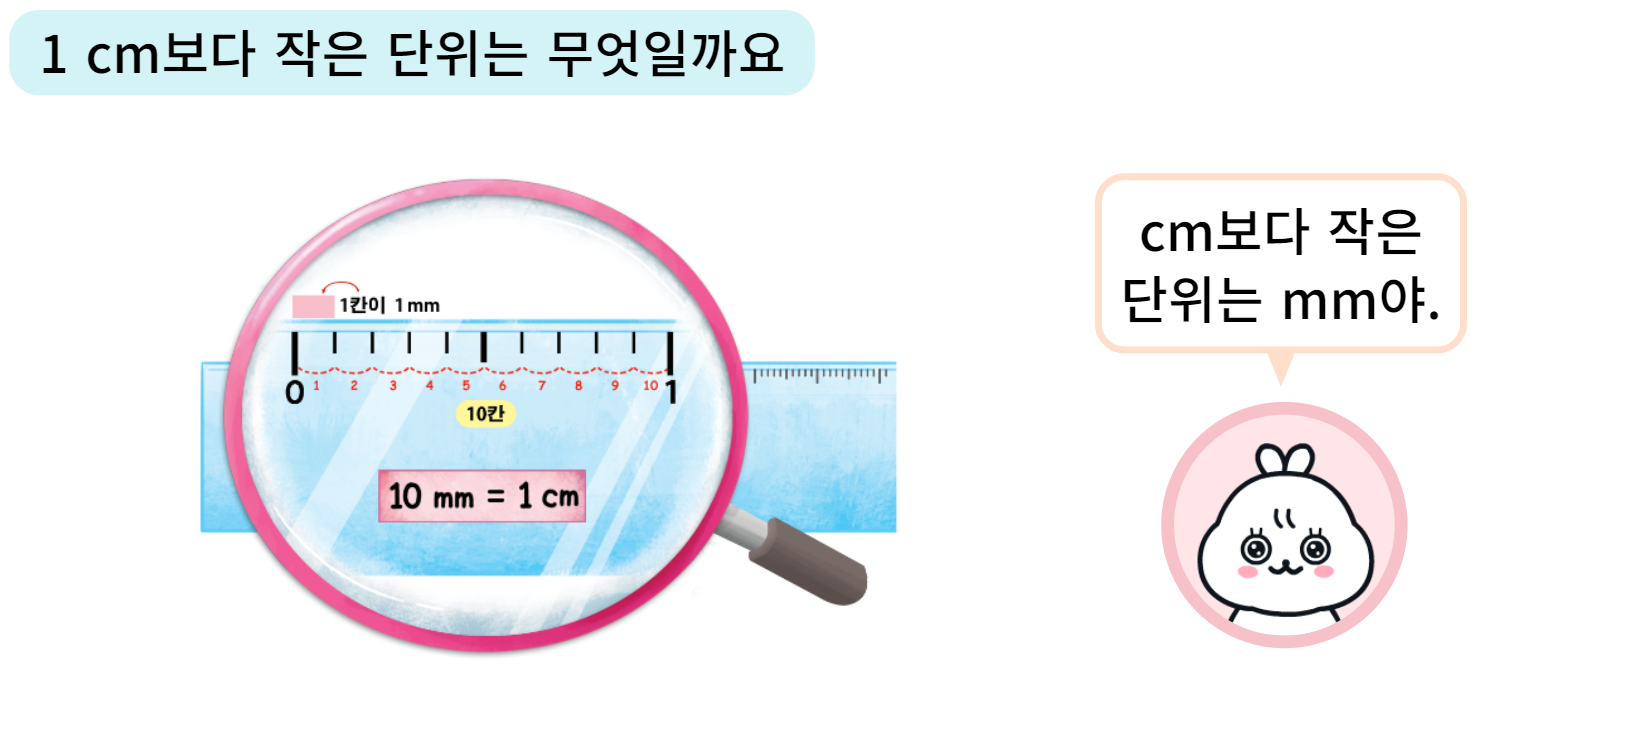 1 cm보다 작은 단위는 무엇일까요
1칸이 1 mm
0 1
1 2 3 4 5 6 7 8 9 10
10칸
10 mm = 1 cm
cm보다 작은
단위는 mm야.